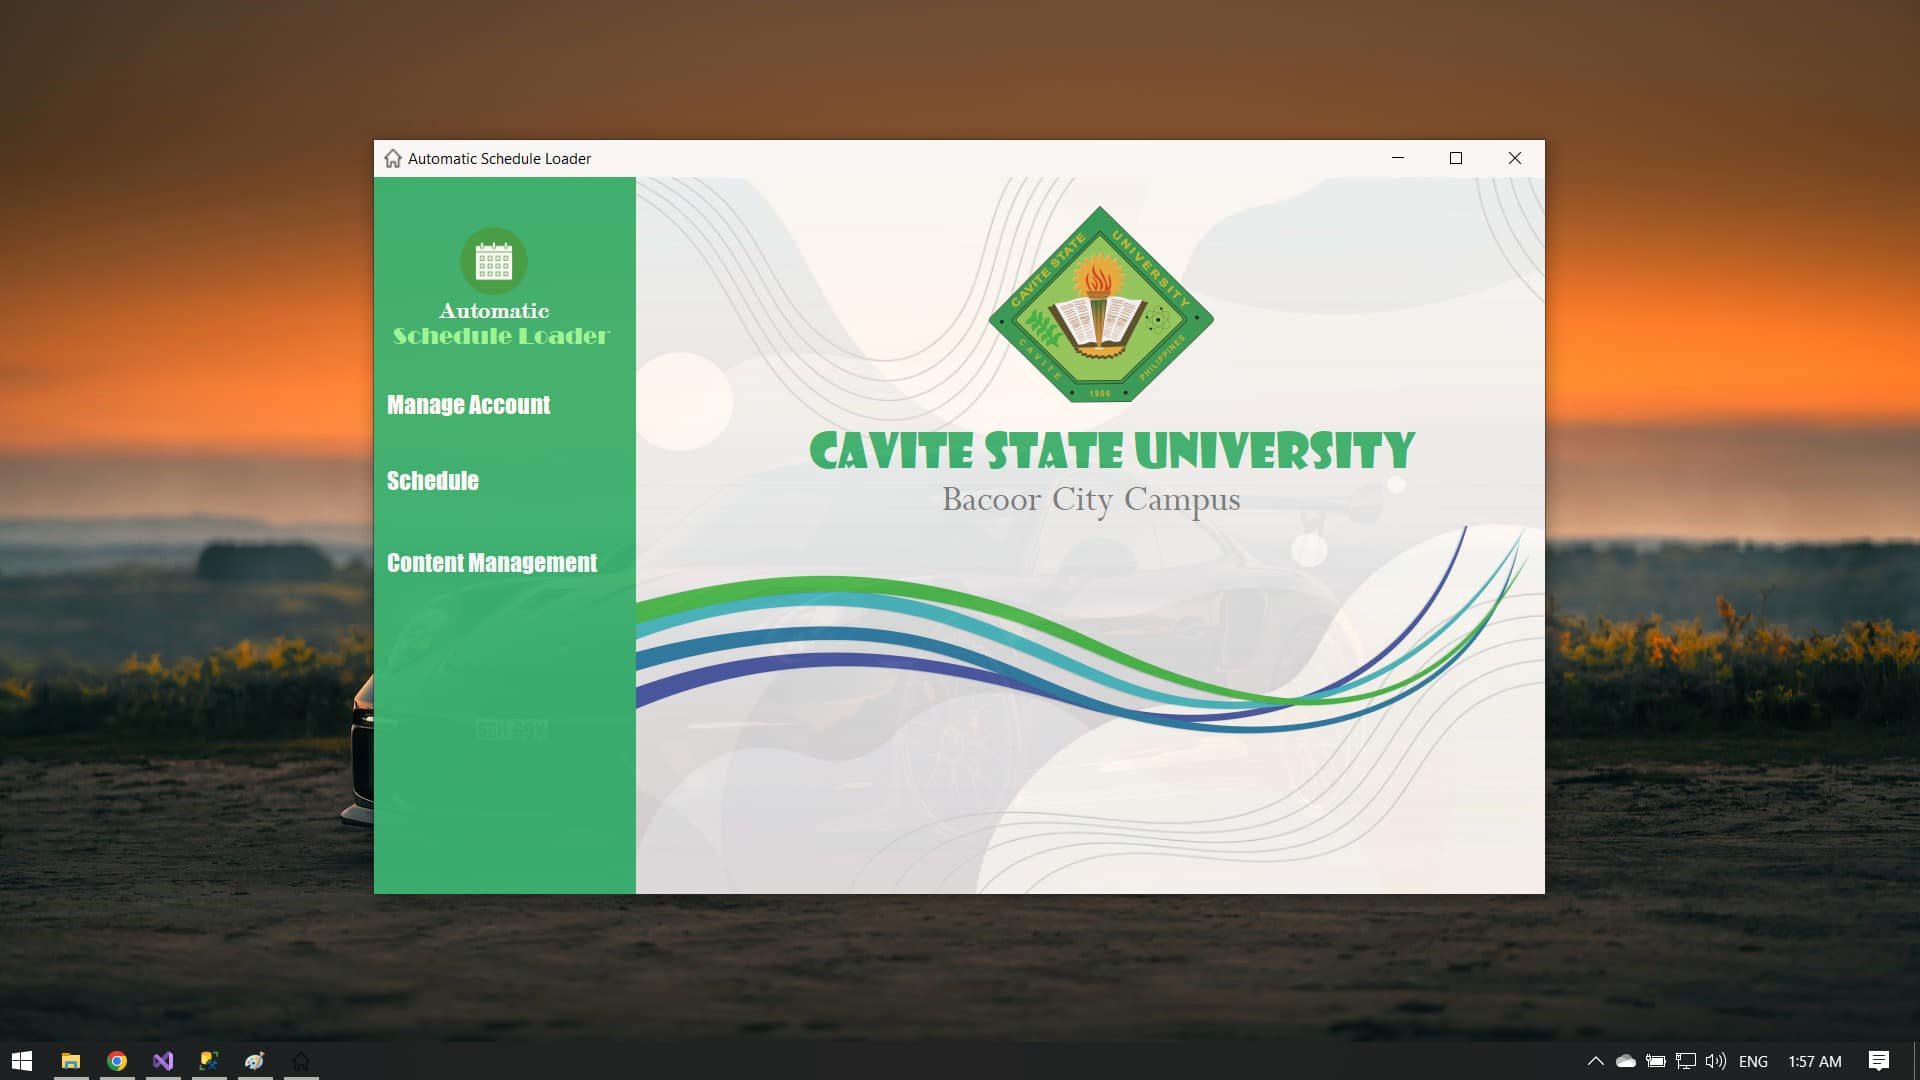 Automatic Schedule Loader
Automatic
Schedule Loader
Manage Account
Schedule
Content Management
CAVITE STATE UNIVERSITY
CAVITE PHILIPPINES
1906
CAVITE STATE UNIVERSITY
Bacoor City Campus
ENG
1:57 AM